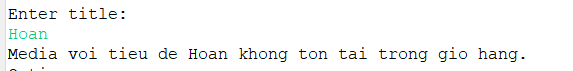 Enter title:
Hoan
Media voi tieu de Hoan khong ton tai trong gio hang.